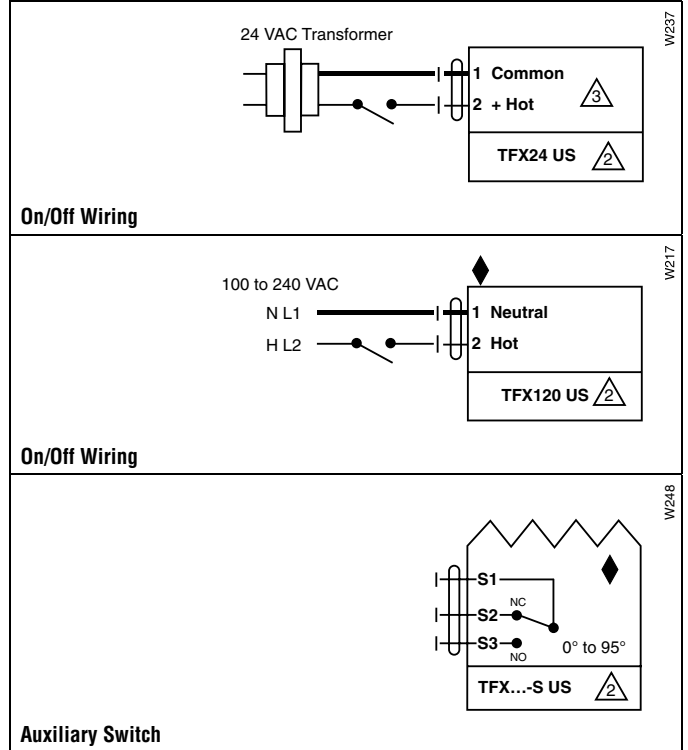 24 VAC Transformer
W237
1 Common
2 + Hot
3
TFX24 US
2
On/Off Wiring
W217
100 to 240 VAC
N L1
1 Neutral
H L2
2 Hot
TFX120 US
2
On/Off Wiring
W248
S1
NC
S2
S3
NO
0° to 95°
TFX...-S US
2
Auxiliary Switch